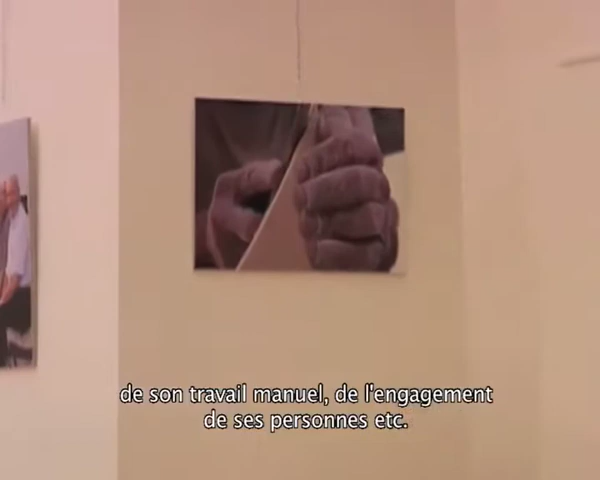 de son travail manuel, de l'engagement
de ses personnes etc.